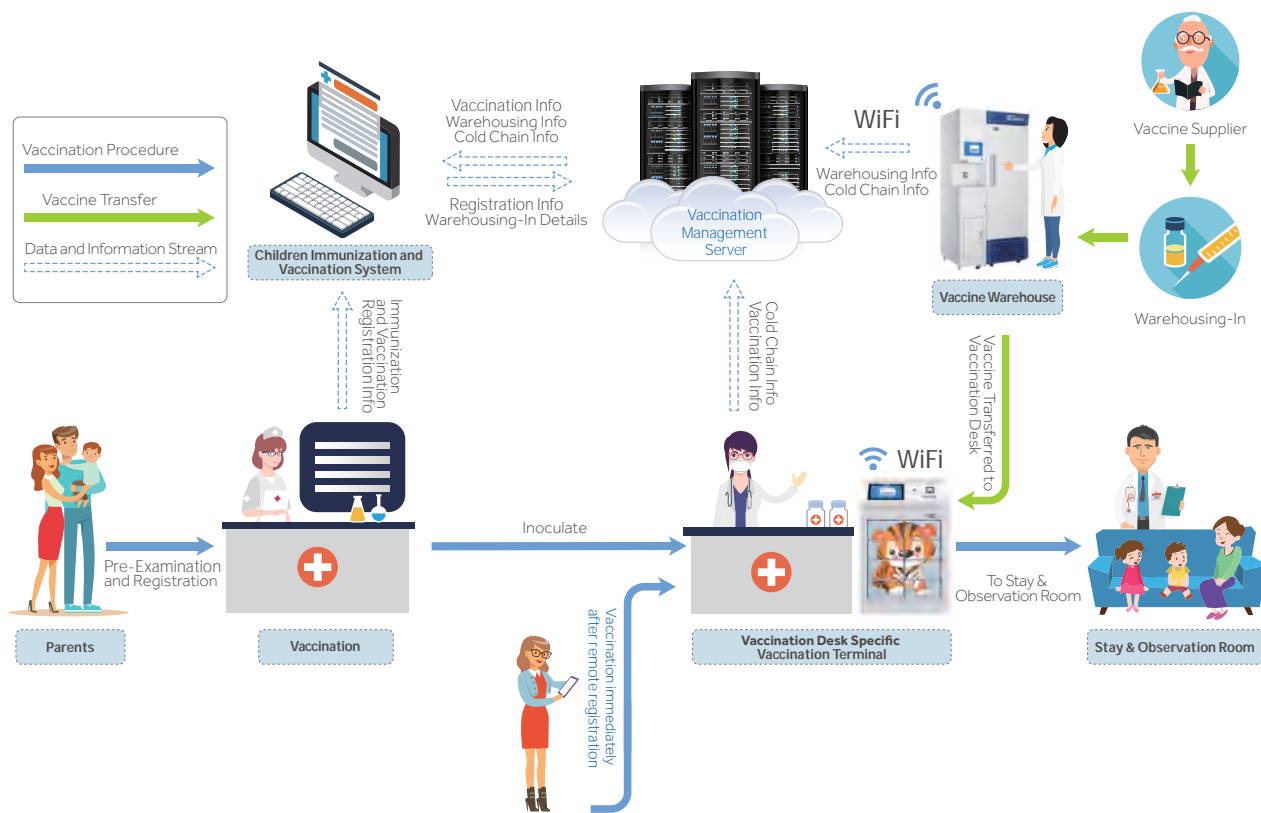 Vaccination Procedure
Vaccine Transfer
Data and Information Stream
Children Immunization and
Vaccination System
Vaccination Info
Warehousing Info
Cold Chain Info
Registration Info
Warehousing-In Details
Vaccination
Management
Server
WiFi
Warehousing Info
Cold Chain Info
Vaccine Warehouse
Vaccine Supplier
Warehousing-In
Immunization
and Vaccination
Registration Info
Cold Chain Info
Vaccination Info
Vaccine Transferred to
Vaccination Desk
WiFi
Pre-Examination
and Registration
Inoculate
To Stay &
Observation Room
Parents
Vaccination
Vaccination Desk Specific
Vaccination Terminal
Stay & Observation Room
Vaccination immediately
after remote registration